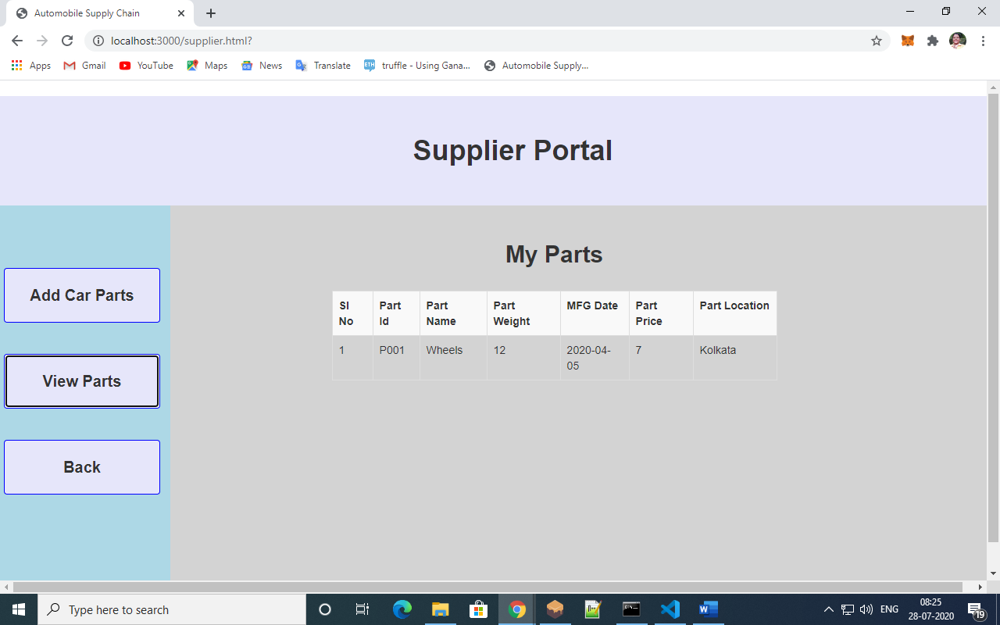 Automobile Supply Chain
localhost:3000/supplier.html?
Apps Gmail YouTube Maps News Translate truffle - Using Gana... Automobile Supply...
Supplier Portal
My Parts
Add Car Parts
View Parts
Back
Sl No Part Id Part Name Part Weight MFG Date Part Price Part Location
1 P001 Wheels 12 2020-04-05 7 Kolkata
Type here to search
ENG
08:25
28-07-2020
19